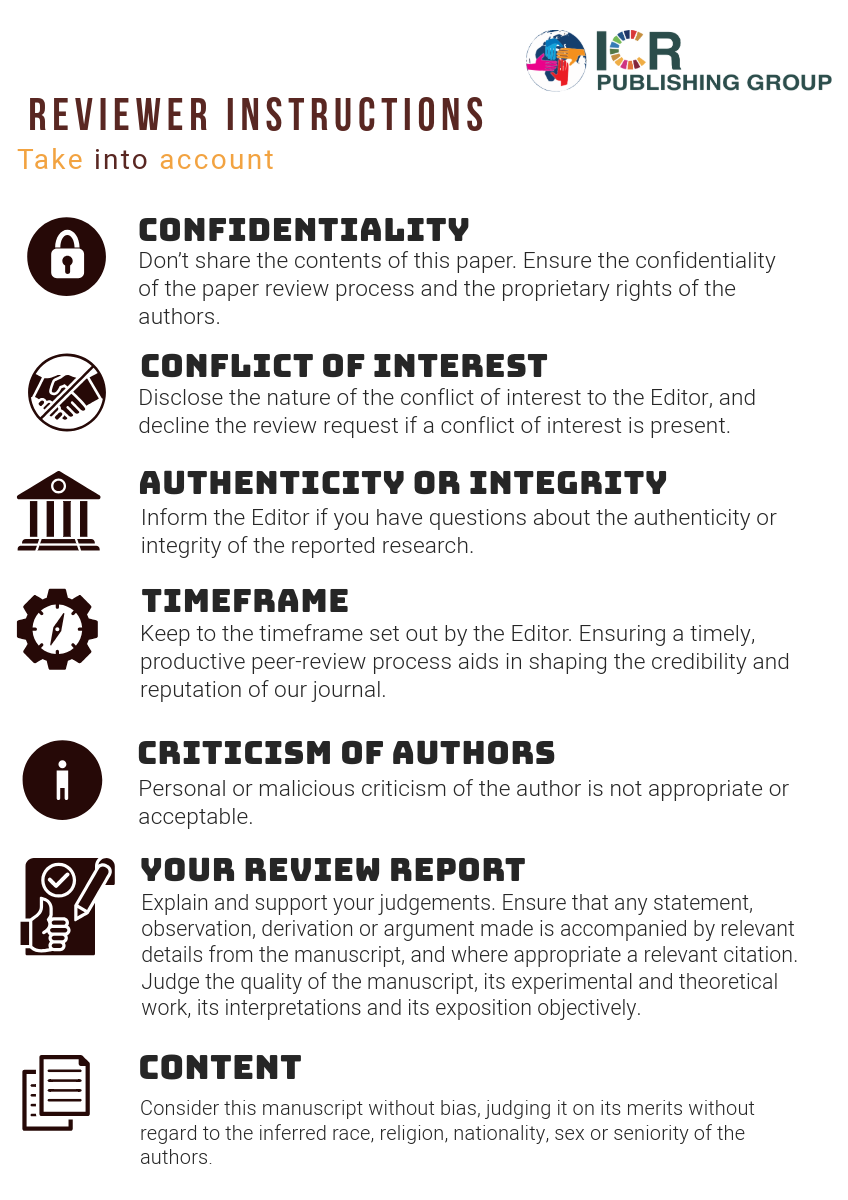 ICR
PUBLISHING GROUP
REVIEWER INSTRUCTIONS
Take into account
CONFIDENTIALITY
Don't share the contents of this paper. Ensure the confidentiality
of the paper review process and the proprietary rights of the
authors.
CONFLICT OF INTEREST
Disclose the nature of the conflict of interest to the Editor, and
decline the review request if a conflict of interest is present.
AUTHENTICITY OR INTEGRITY
Inform the Editor if you have questions about the authenticity or
integrity of the reported research.
TIMEFRAME
Keep to the timeframe set out by the Editor. Ensuring a timely,
productive peer-review process aids in shaping the credibility and
reputation of our journal.
CRITICISM OF AUTHORS
Personal or malicious criticism of the author is not appropriate or
acceptable.
YOUR REVIEW REPORT
Explain and support your judgements. Ensure that any statement,
observation, derivation or argument made is accompanied by relevant
details from the manuscript, and where appropriate a relevant citation.
Judge the quality of the manuscript, its experimental and theoretical
work, its interpretations and its exposition objectively.
CONTENT
Consider this manuscript without bias, judging it on its merits without
regard to the inferred race, religion, nationality, sex or seniority of the
authors.